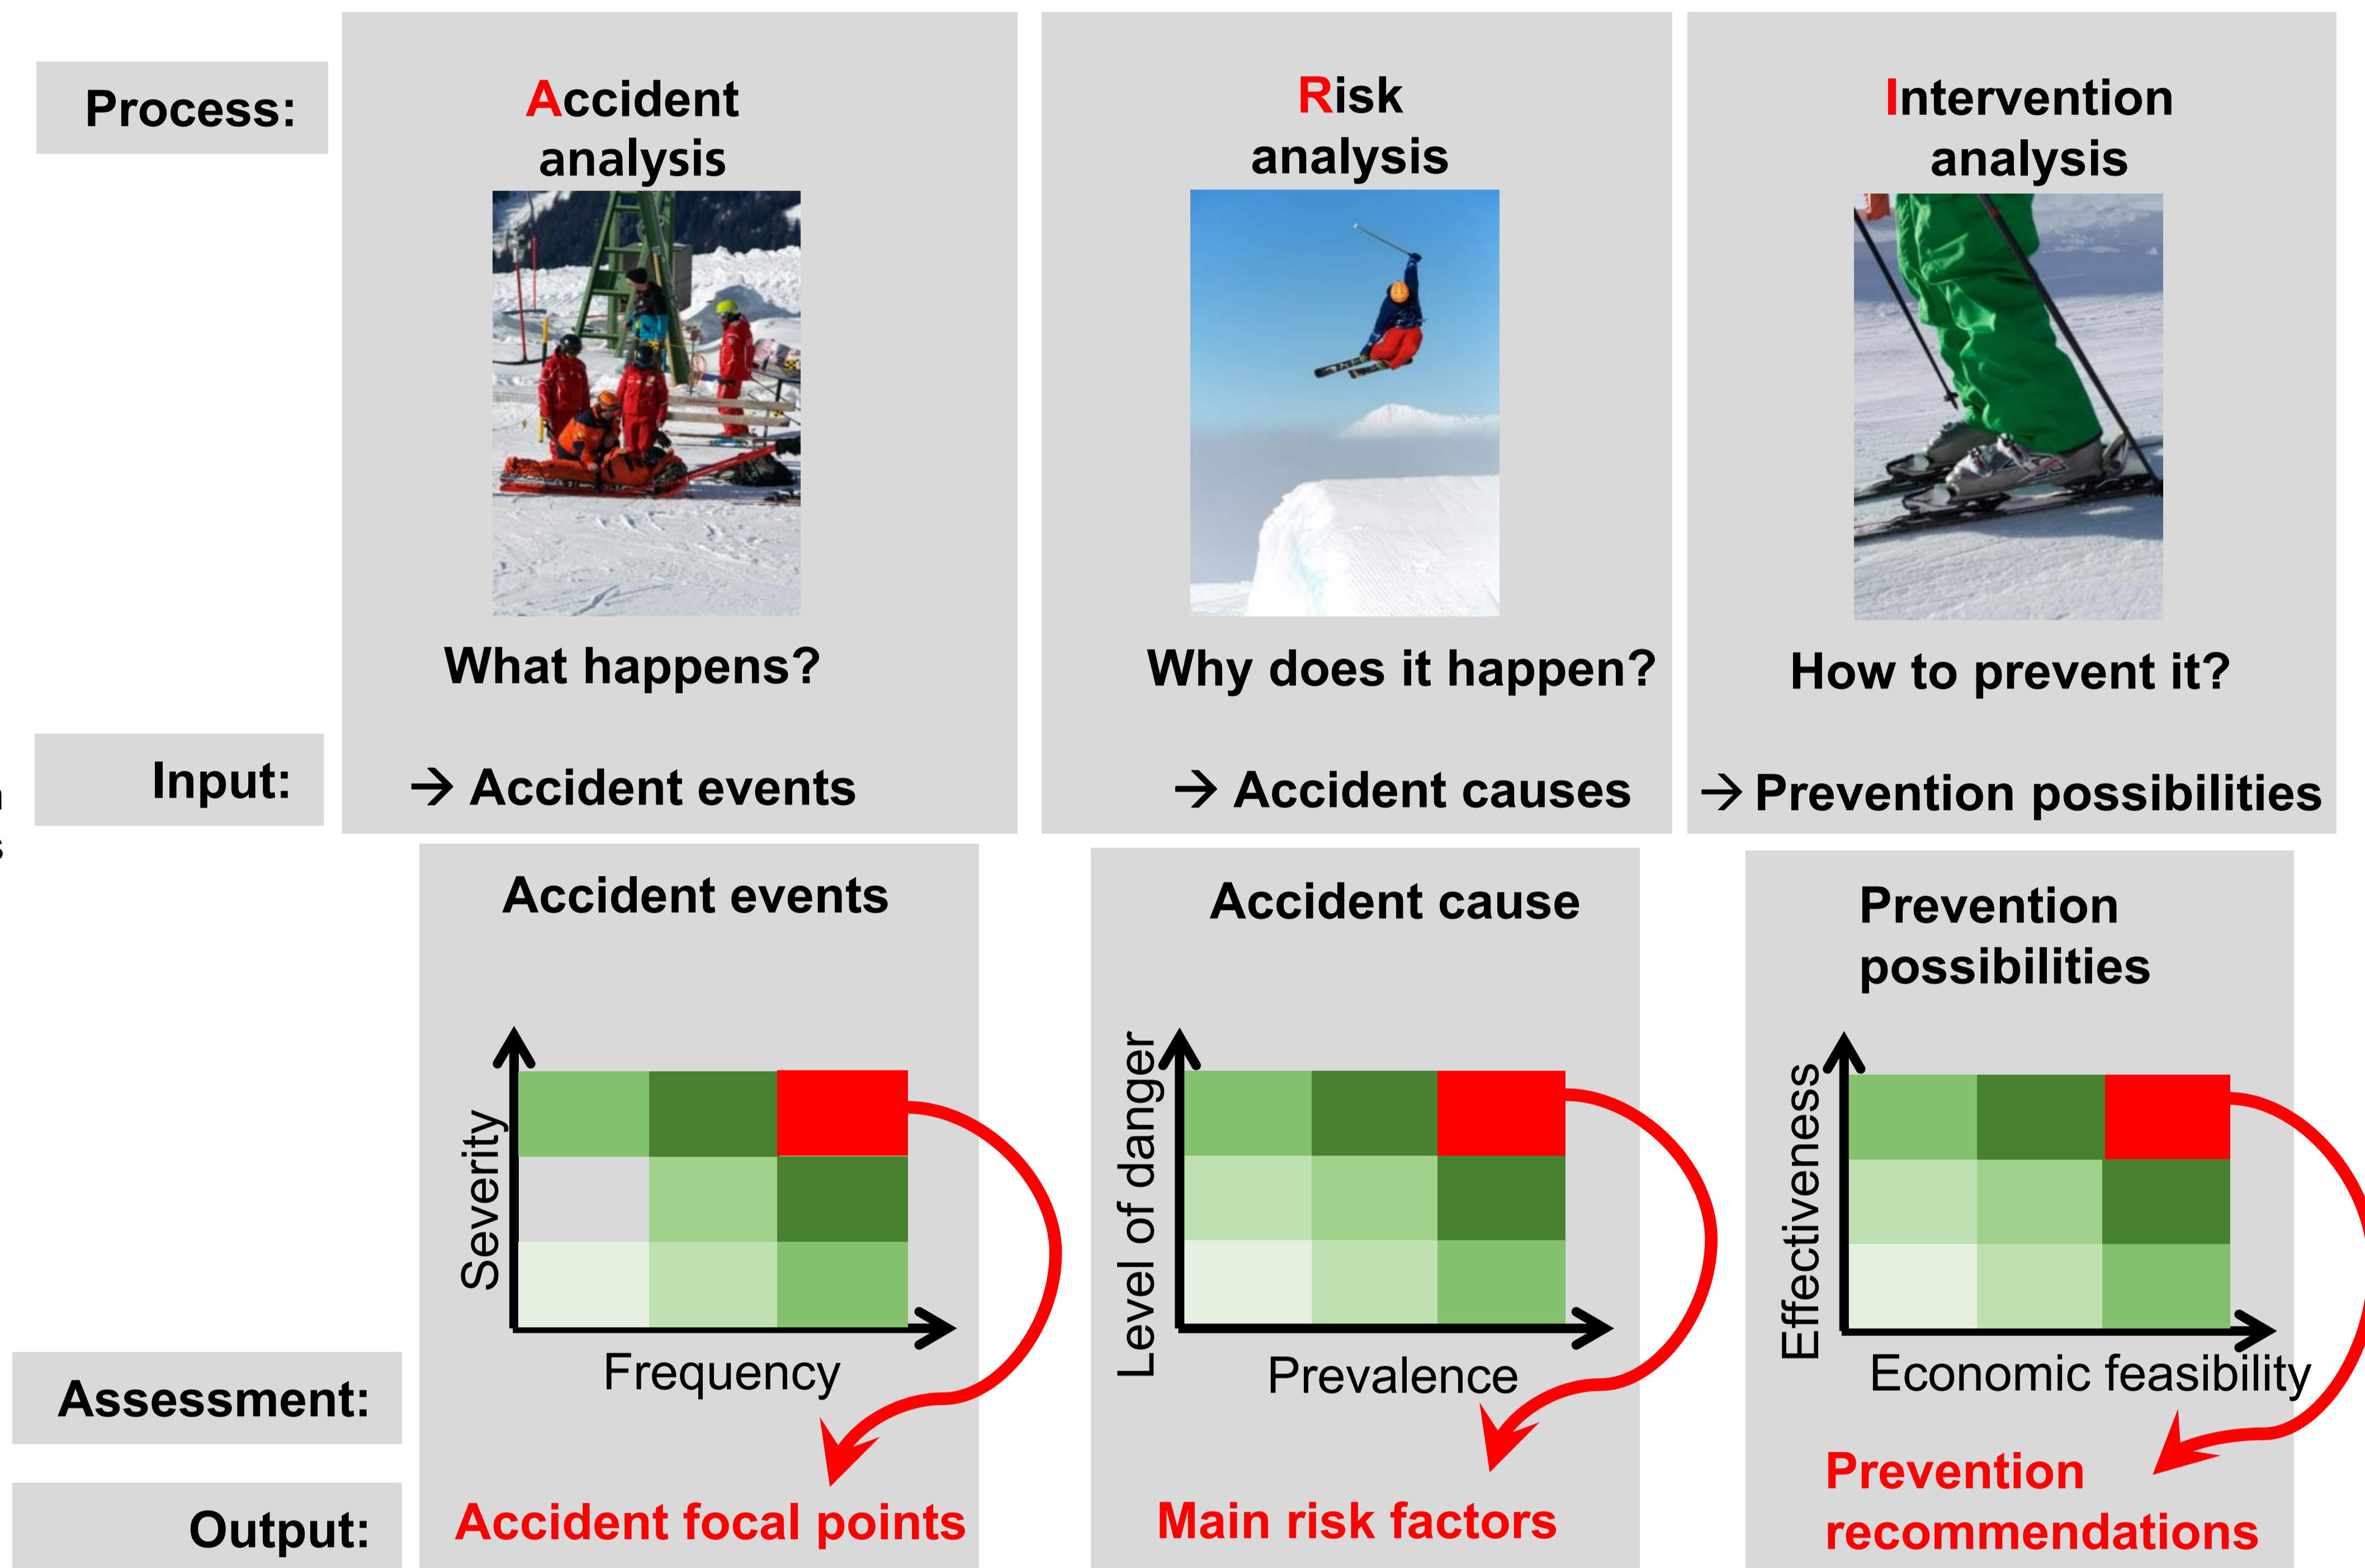 Process:
Accident
analysis
Risk
analysis
Intervention
analysis
What happens?
Why does it happen?
How to prevent it?
Input:
→ Accident events
→ Accident causes
→ Prevention possibilities
Accident events
Accident cause
Prevention
possibilities
Severity
Frequency
Level of danger
Prevalence
Effectiveness
Economic feasibility
Assessment:
Output:
Accident focal points
Main risk factors
Prevention
recommendations